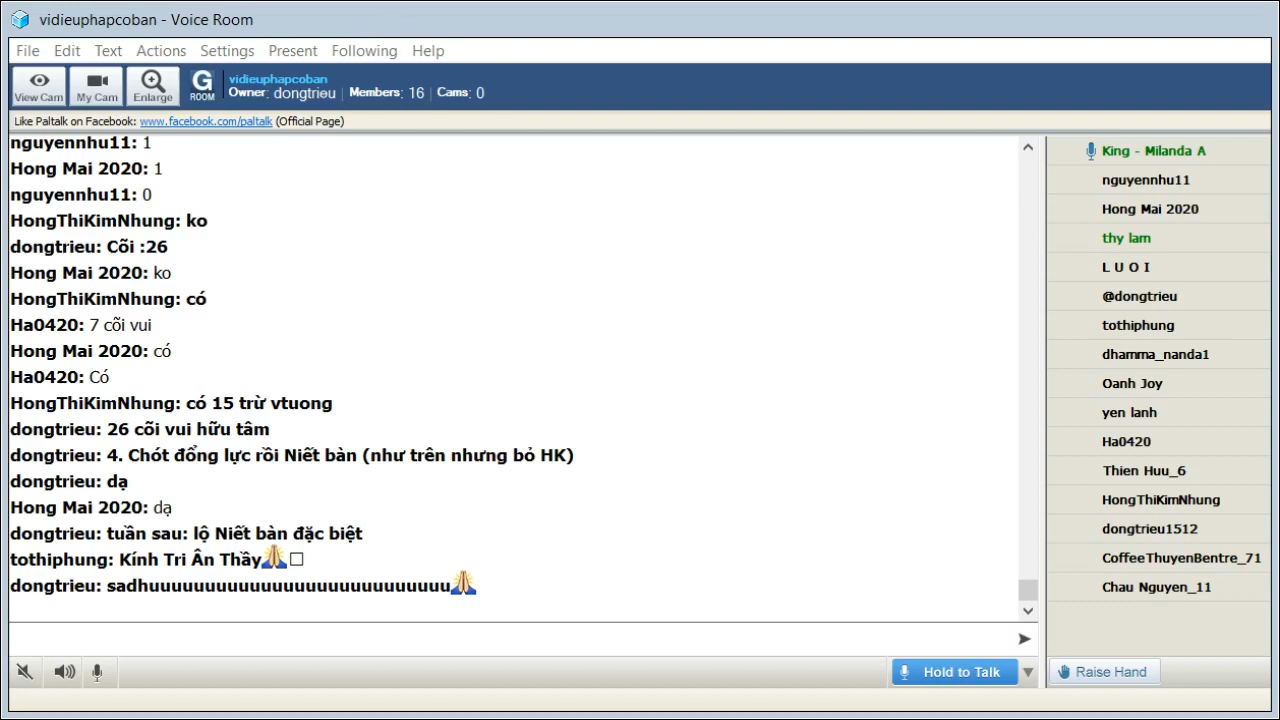 vidieuphapcoban - Voice Room
File Edit Text Actions Settings Present Following Help
View Cam My Cam Enlarge G ROOM
vidieuphapcoban
Owner: dongtrieu | Members: 16 | Cams: 0
Like Paltalk on Facebook: www.facebook.com/paltalk (Official Page)
nguyennhu11: 1
Hong Mai 2020: 1
nguyennhu11: 0
HongThiKimNhung: ko
dongtrieu: Cõi :26
Hong Mai 2020: ko
HongThiKimNhung: có
Ha0420: 7 cõi vui
Hong Mai 2020: có
Ha0420: Có
HongThiKimNhung: có 15 trừ vtuong
dongtrieu: 26 cõi vui hữu tâm
dongtrieu: 4. Chót đổng lực rồi Niết bàn (như trên nhưng bỏ HK)
dongtrieu: dạ
Hong Mai 2020: dạ
dongtrieu: tuần sau: lộ Niết bàn đặc biệt
tothiphung: Kính Tri Ân Thầy🙏□
dongtrieu: sadhuuuuuuuuuuuuuuuuuuuuuuuuuuu🙏
King - Milanda A
nguyennhu11
Hong Mai 2020
thy lam
L U O I
@dongtrieu
tothiphung
dhamma_nanda1
Oanh Joy
yen lanh
Ha0420
Thien Huu_6
HongThiKimNhung
dongtrieu1512
CoffeeThuyenBentre_71
Chau Nguyen_11
Hold to Talk
Raise Hand